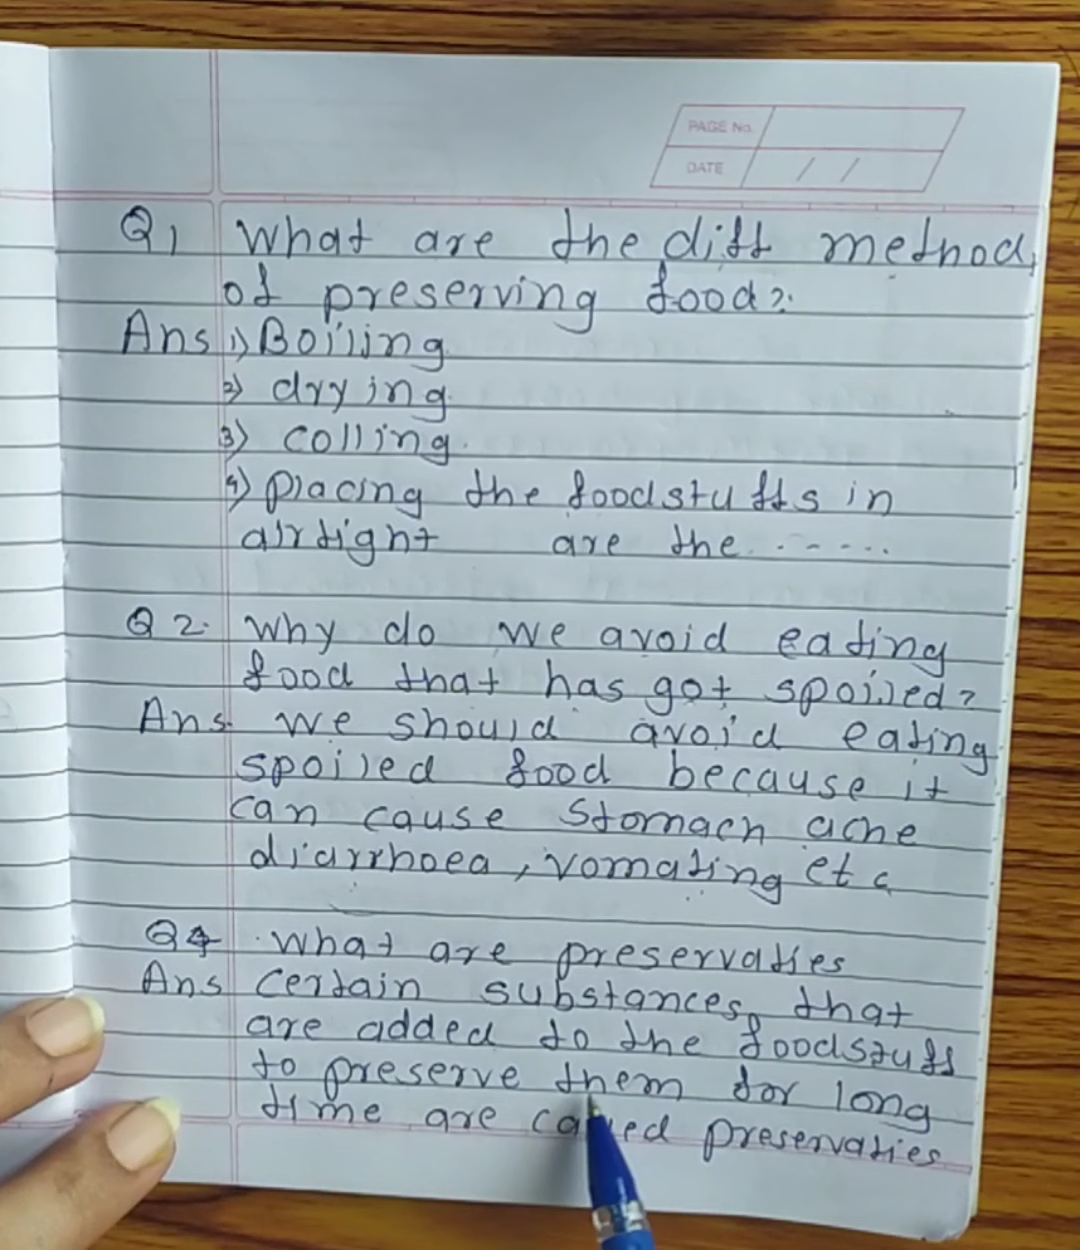 PAGE No.
DATE / /
Q1 What are the diff method
of preserving food?
Ans 1) Boiling.
2) drying.
3) colling.
4) placing the foodstuffs in
airtight are the ......
Q2. Why do we avoid eating
food that has got spoiled?
Ans. We should avoid eating
spoiled food because it
can cause stomach ache
diarrhoea, vomating etc
Q4 What are preservaties
Ans certain substances that
are added to the foodstuff
to preserve them for long
time are called preservaties